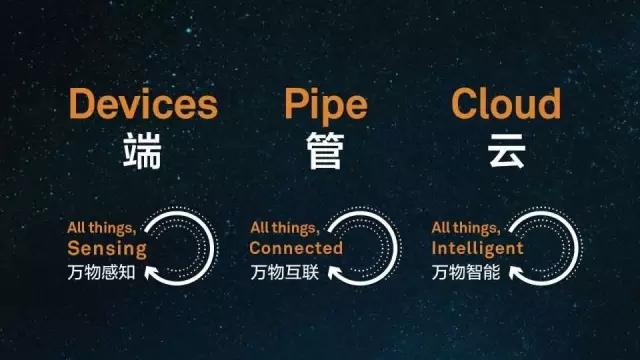 Devices
端
Pipe
管
Cloud
云
All things,
Sensing
万物感知
All things,
Connected
万物互联
All things,
Intelligent
万物智能